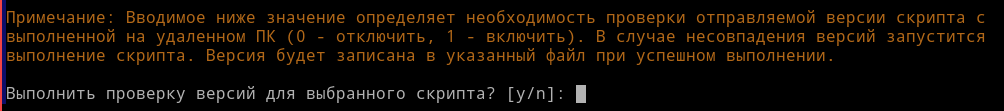 Примечание: Вводимое ниже значение определяет необходимость проверки отправляемой версии скрипта с
выполненной на удаленном ПК (0 - отключить, 1 - включить). В случае несовпадения версий запустится
выполнение скрипта. Версия будет записана в указанный файл при успешном выполнении.
Выполнить проверку версий для выбранного скрипта? [y/n]: